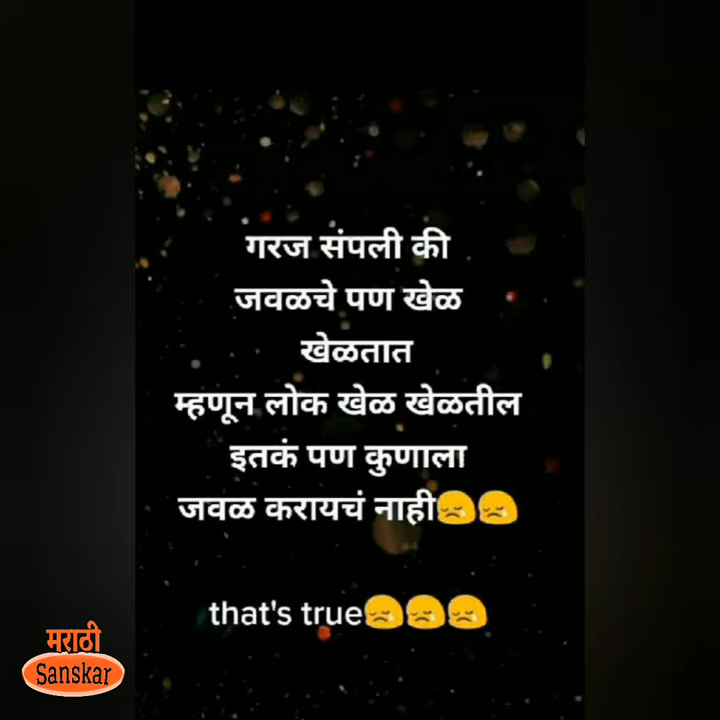 गरज संपली की
जवळचे पण खेळ
खेळतात
म्हणून लोक खेळ खेळतील
इतकं पण कुणाला
जवळ करायचं नाही😔😔
that's true😔😔😔
मराठी
Sanskar